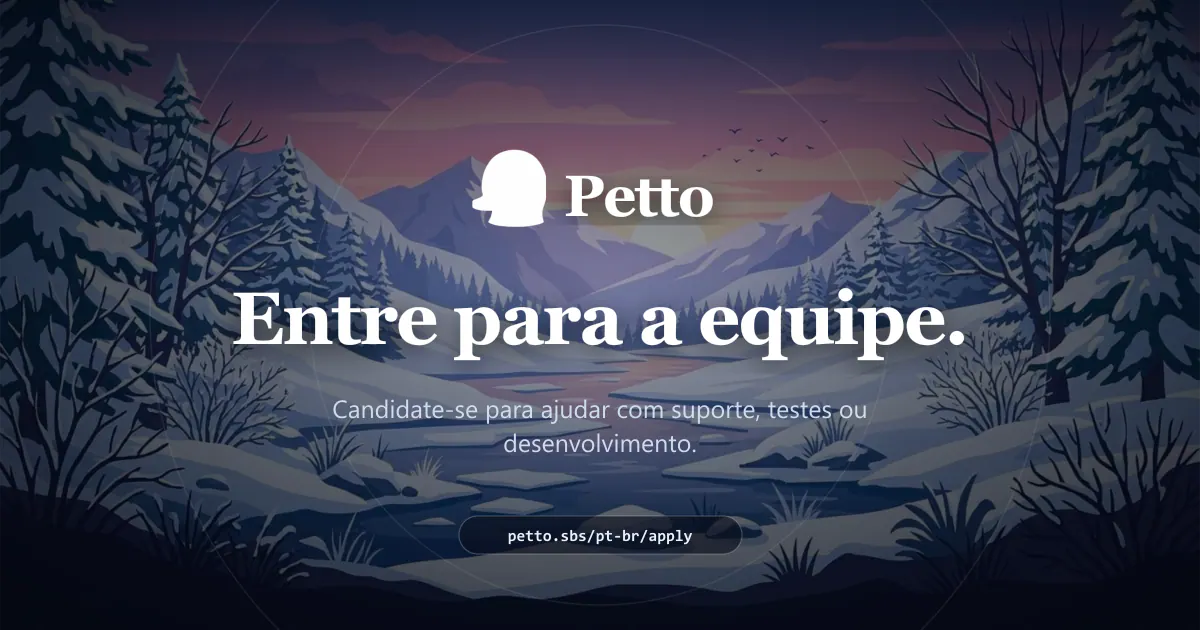 Petto
Entre para a equipe.
Candidate-se para ajudar com suporte, testes ou
desenvolvimento.
petto.sbs/pt-br/apply